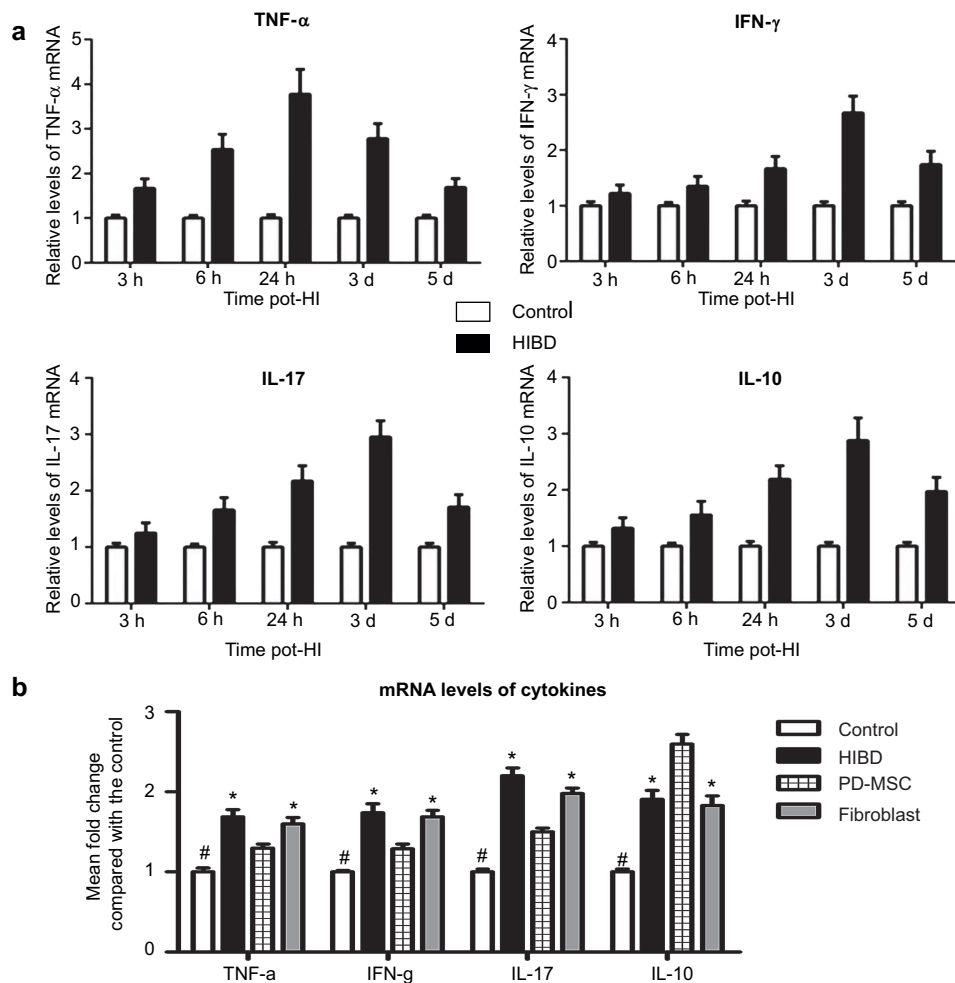 a
TNF-α
Relative levels of TNF-α mRNA
5
4
3
2
1
0
3 h 6 h 24 h 3 d 5 d
Time pot-HI
IFN-γ
Relative levels of IFN-γ mRNA
4
3
2
1
0
3 h 6 h 24 h 3 d 5 d
Time pot-HI
Control
HIBD
IL-17
Relative levels of IL-17 mRNA
4
3
2
1
0
3 h 6 h 24 h 3 d 5 d
Time pot-HI
IL-10
Relative levels of IL-10 mRNA
4
3
2
1
0
3 h 6 h 24 h 3 d 5 d
Time pot-HI
b
mRNA levels of cytokines
Mean fold change
compared with the control
3
2
1
0
# * *
# * *
# * *
# * *
TNF-a IFN-g IL-17 IL-10
Control
HIBD
PD-MSC
Fibroblast